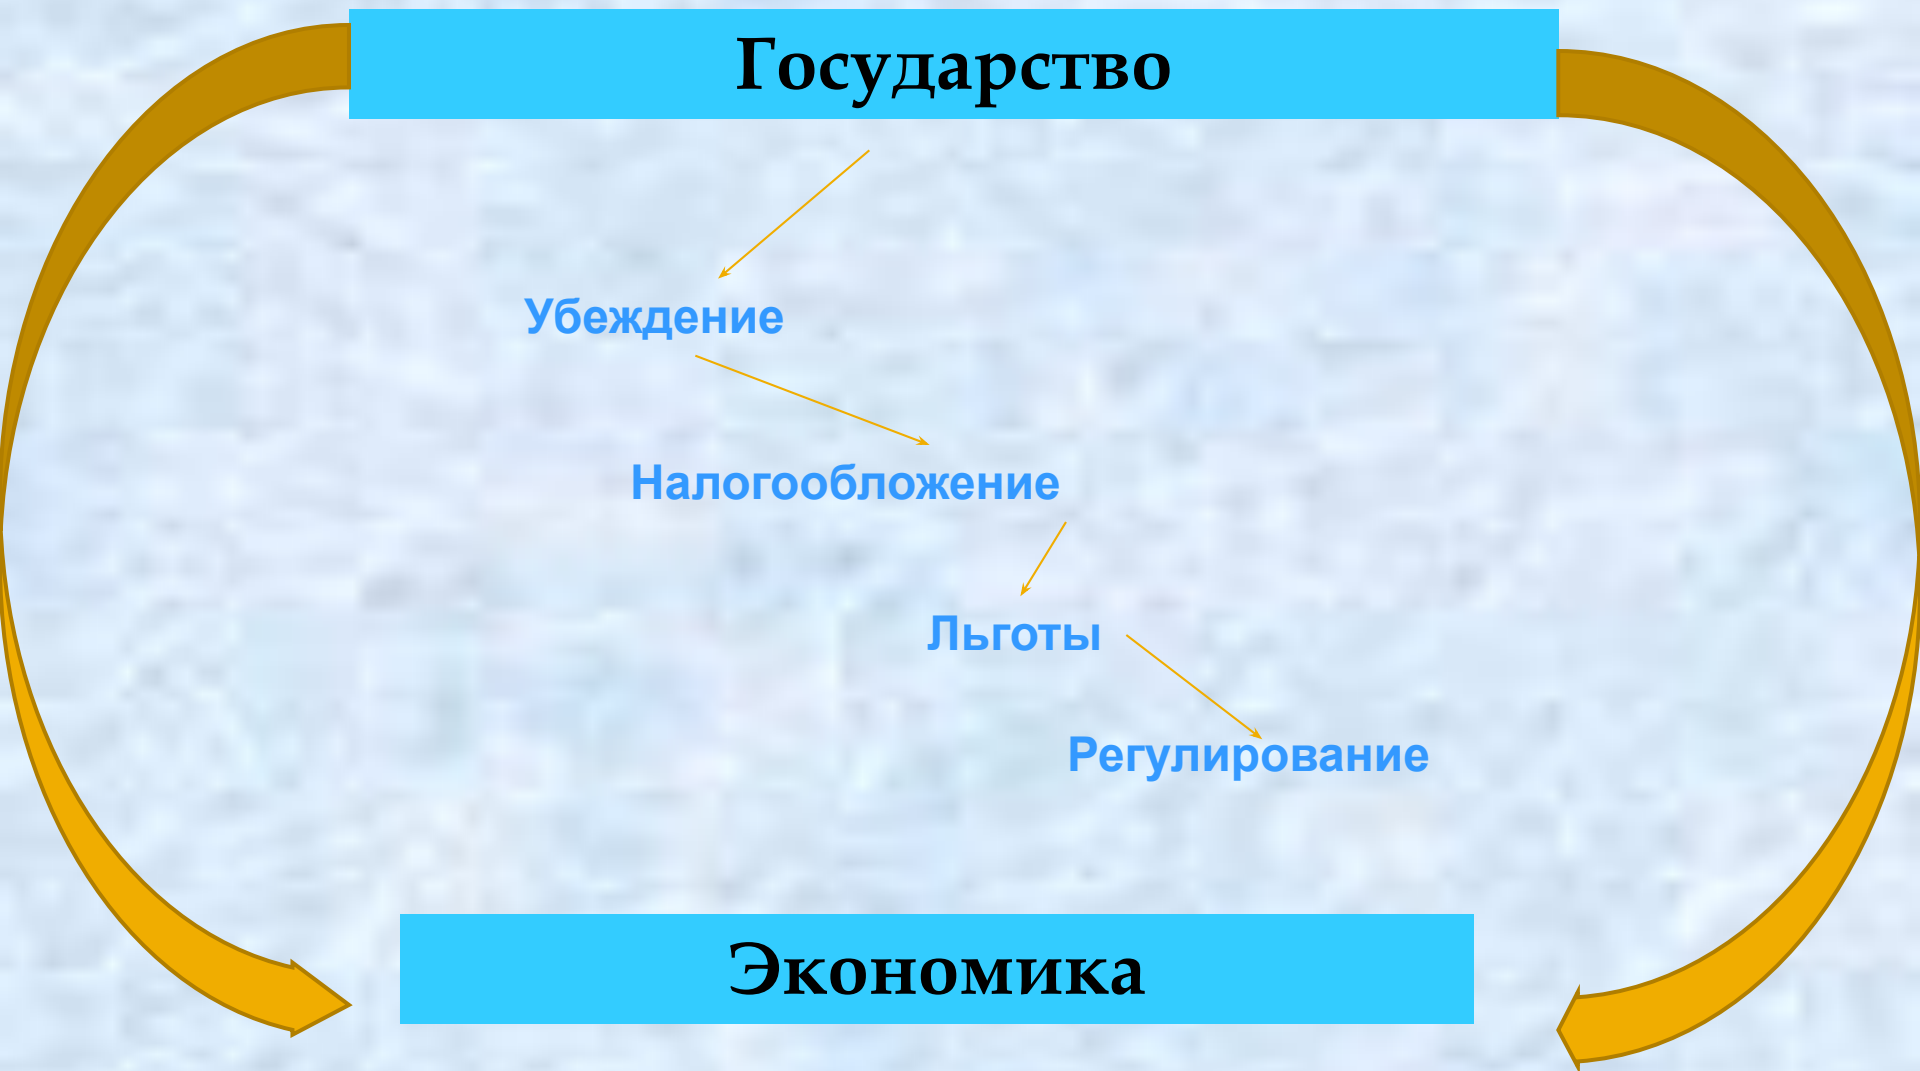 Государство
Убеждение
Налогообложение
Льготы
Регулирование
Экономика